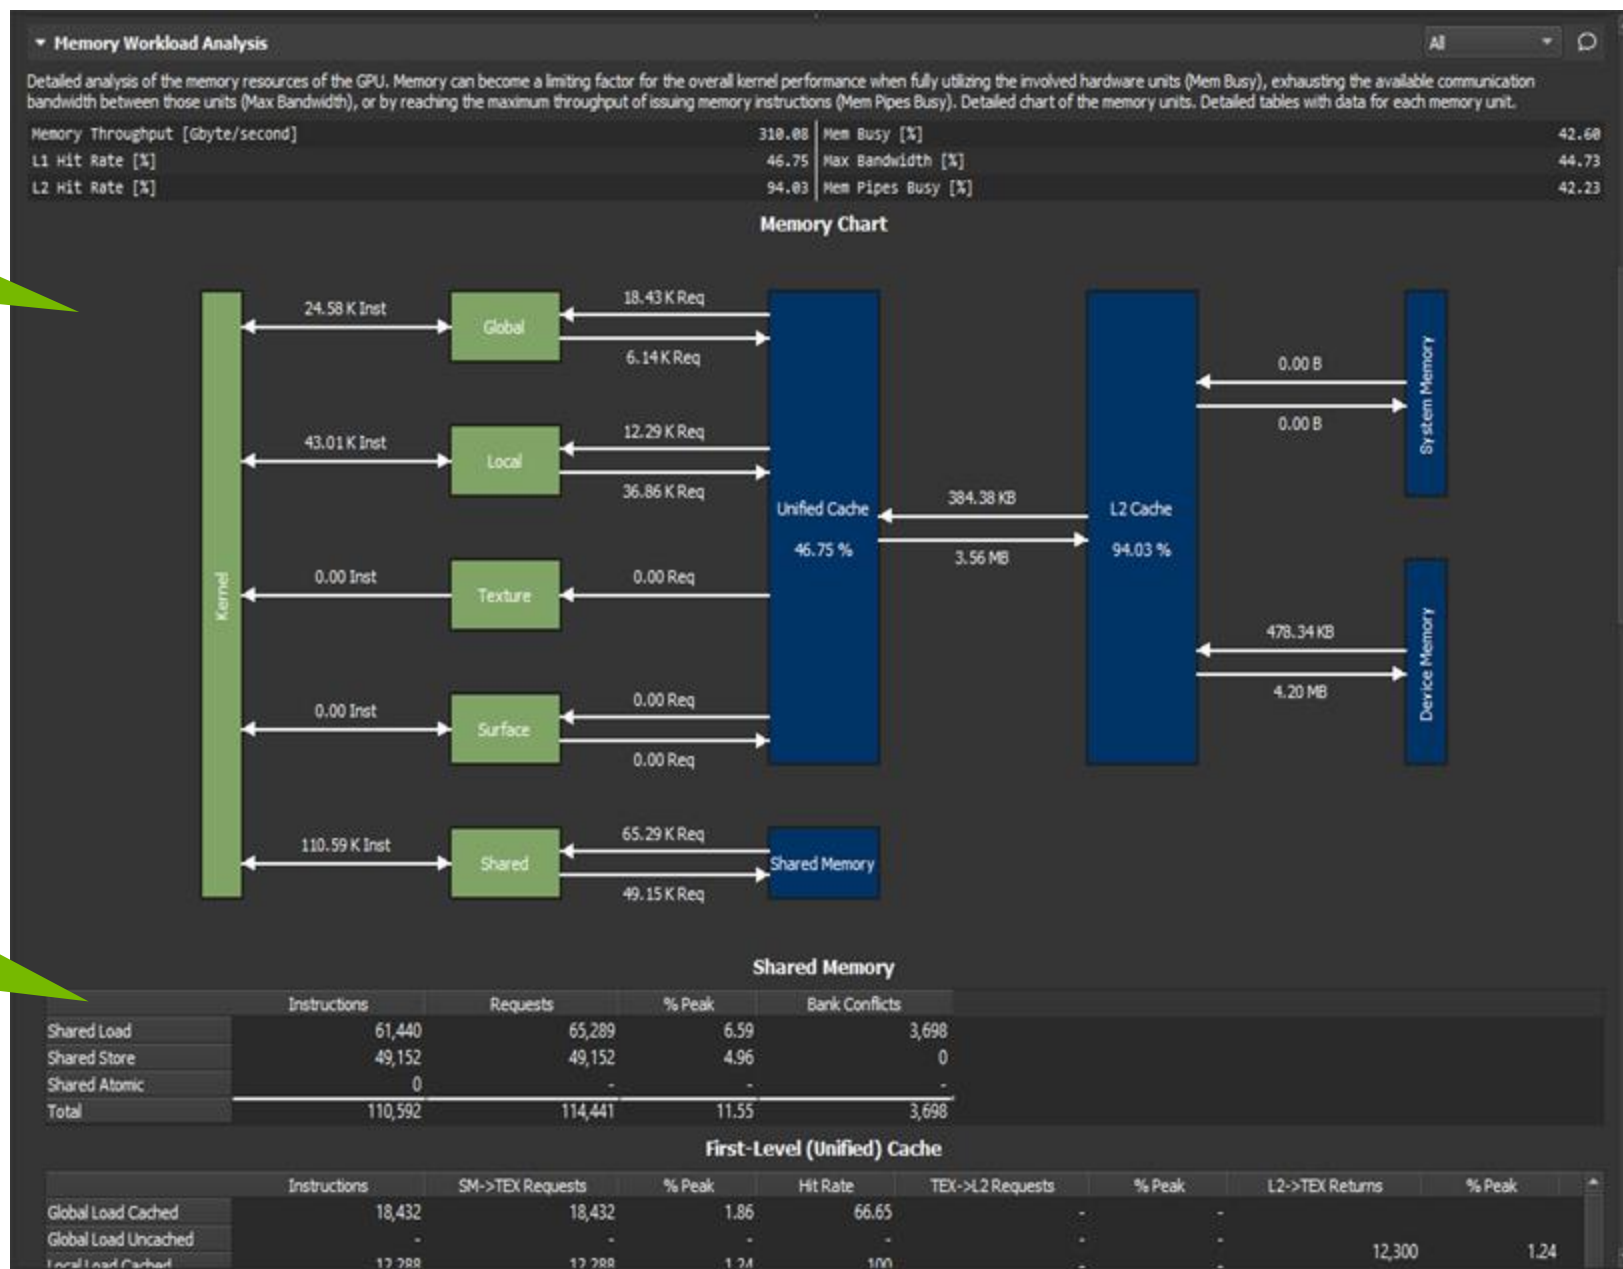 Memory Workload Analysis
All
Detailed analysis of the memory resources of the GPU. Memory can become a limiting factor for the overall kernel performance when fully utilizing the involved hardware units (Mem Busy), exhausting the available communication
bandwidth between those units (Max Bandwidth), or by reaching the maximum throughput of issuing memory instructions (Mem Pipes Busy). Detailed chart of the memory units. Detailed tables with data for each memory unit.
Memory Throughput [Gbyte/second] 310.08 Mem Busy [%] 42.60
L1 Hit Rate [%] 46.75 Max Bandwidth [%] 44.73
L2 Hit Rate [%] 94.03 Mem Pipes Busy [%] 42.23
Memory Chart
Kernel
24.58 K Inst
Global
18.43 K Req
6.14 K Req
43.01 K Inst
Local
12.29 K Req
36.86 K Req
0.00 Inst
Texture
0.00 Req
0.00 Inst
Surface
0.00 Req
0.00 Req
110.59 K Inst
Shared
65.29 K Req
49.15 K Req
Unified Cache
46.75 %
Shared Memory
384.38 KB
3.56 MB
L2 Cache
94.03 %
0.00 B
0.00 B
System Memory
478.34 KB
4.20 MB
Device Memory
Shared Memory
Instructions Requests % Peak Bank Conflicts
Shared Load 61,440 65,289 6.59 3,698
Shared Store 49,152 49,152 4.96 0
Shared Atomic 0 - - -
Total 110,592 114,441 11.55 3,698
First-Level (Unified) Cache
Instructions SM->TEX Requests % Peak Hit Rate TEX->L2 Requests % Peak L2->TEX Returns % Peak
Global Load Cached 18,432 18,432 1.86 66.65 - -
Global Load Uncached - - - - - - 12,300 1.24
Local Load Cached 12,288 12,288 1.24 100 - -